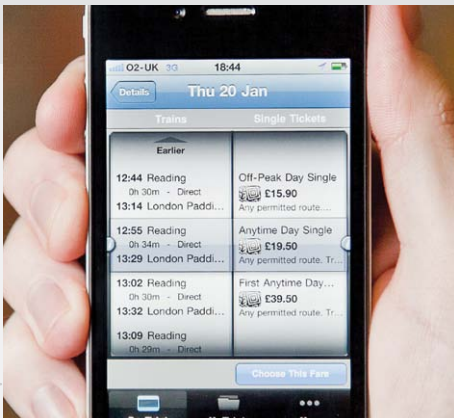 O2-UK 3G 18:44
Details Thu 20 Jan
Trains Single Tickets
Earlier
12:44 Reading
0h 30m - Direct
13:14 London Paddi...
12:55 Reading
0h 34m - Direct
13:29 London Paddi...
13:02 Reading
0h 30m - Direct
13:32 London Paddi...
13:09 Reading
0h 29m - Direct
Off-Peak Day Single
£15.90
Any permitted route....
Anytime Day Single
£19.50
Any permitted route. Tr...
First Anytime Day...
£39.50
Any permitted route. Tr...
Choose This Fare